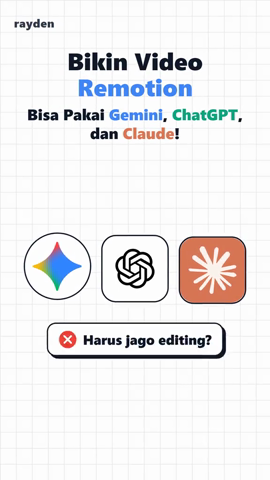 rayden
Bikin Video
Remotion
Bisa Pakai Gemini, ChatGPT,
dan Claude!
Harus jago editing?